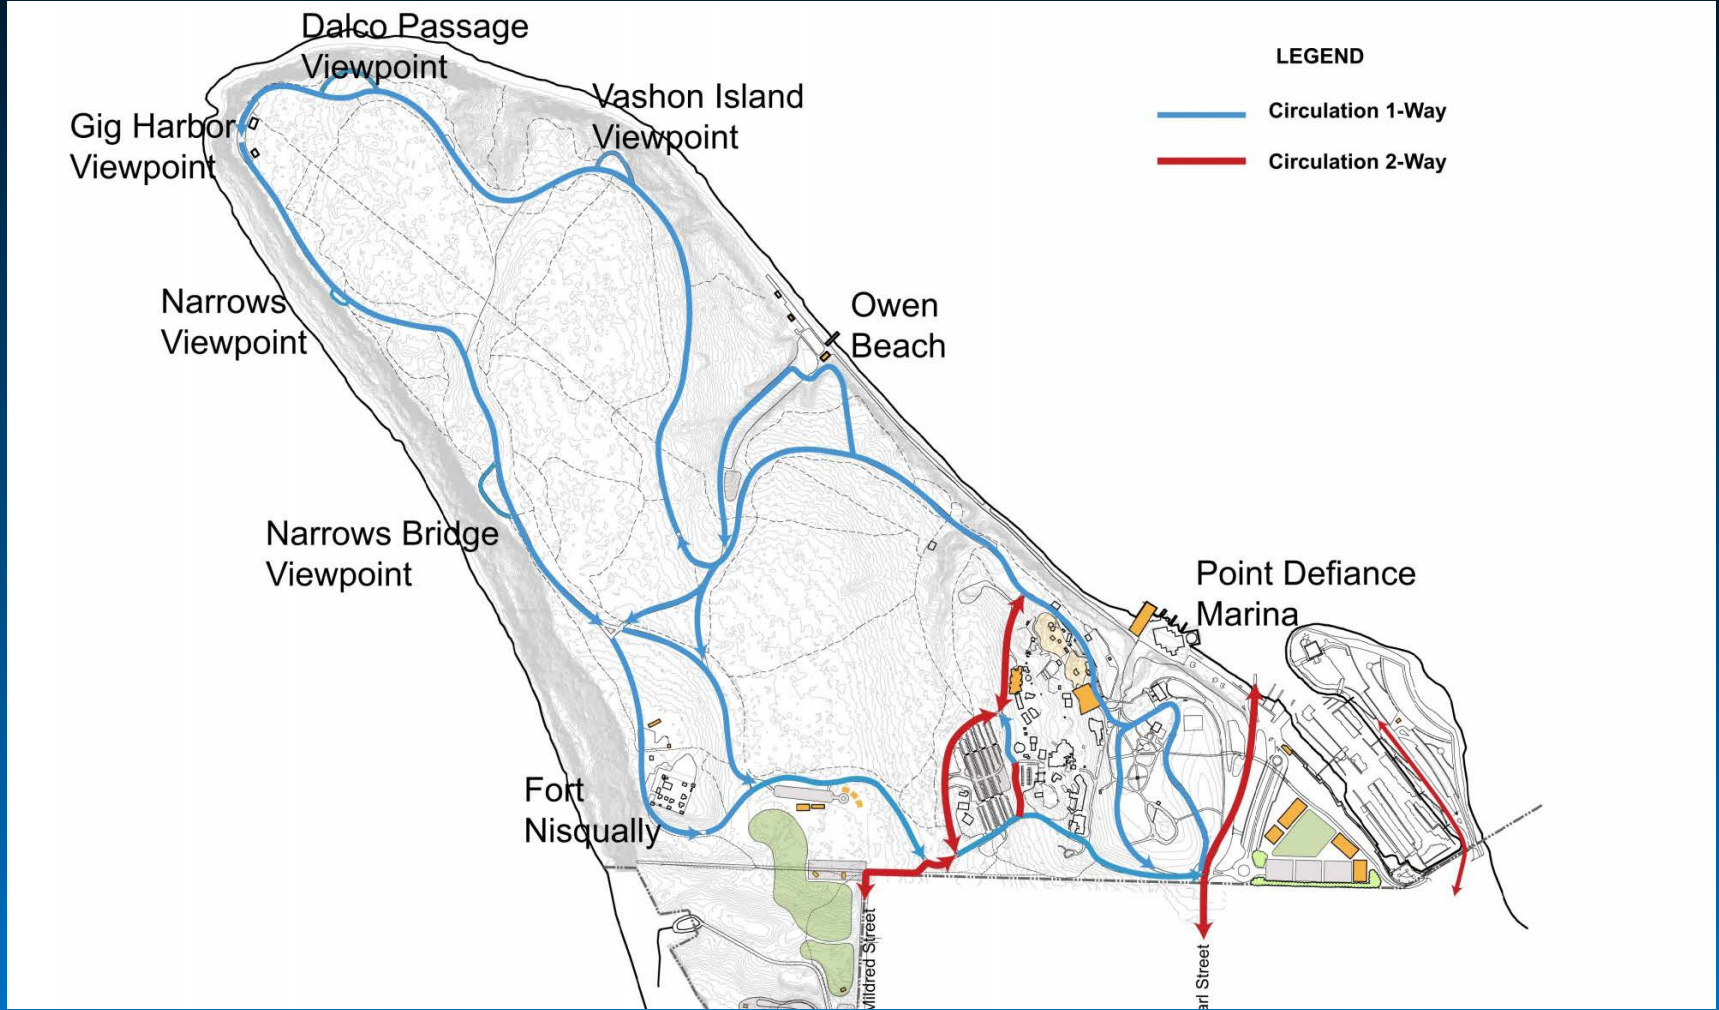 Dalco Passage
Viewpoint
LEGEND
Vashon Island
Viewpoint
Circulation 1-Way
Gig Harbor
Viewpoint
Circulation 2-Way
Narrows
Viewpoint
Owen
Beach
Narrows Bridge
Viewpoint
Point Defiance
Marina
Fort
Nisqually
Mildred Street
arl Street